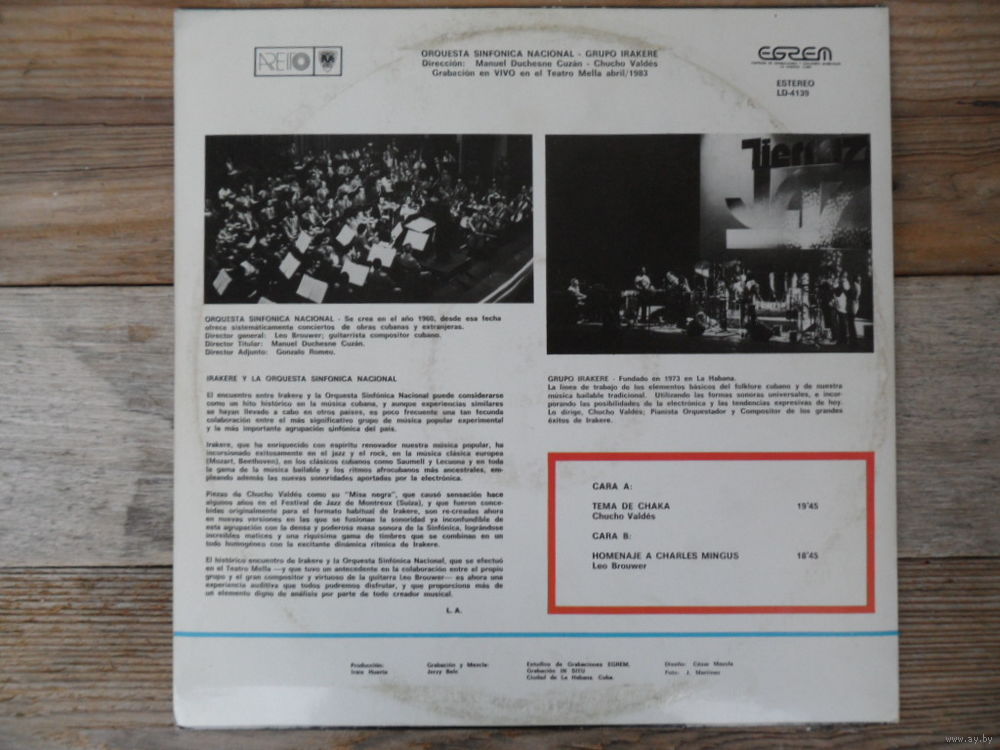 AREITO
ORQUESTA SINFONICA NACIONAL - GRUPO IRAKERE
Dirección: Manuel Duchesne Cuzán - Chucho Valdés
Grabación en VIVO en el Teatro Mella abril/1983
EGREM
ESTEREO
LD-4139
ORQUESTA SINFONICA NACIONAL - Se crea en el año 1960, desde esa fecha
ofrece sistemáticamente conciertos de obras cubanas y extranjeras.
Director general: Leo Brouwer; guitarrista compositor cubano.
Director Titular: Manuel Duchesne Cuzán.
Director Adjunto: Gonzalo Romeu.
IRAKERE Y LA ORQUESTA SINFONICA NACIONAL
El encuentro entre Irakere y la Orquesta Sinfónica Nacional puede considerarse
como un hito histórico en la música cubana, y aunque experiencias similares
se hayan llevado a cabo en otros países, es poco frecuente una tan fecunda
colaboración entre el más significativo grupo de música popular experimental
y la más importante agrupación sinfónica del país.
Irakere, que ha enriquecido con espíritu renovador nuestra música popular, ha
incursionado exitosamente en el jazz y el rock, en la música clásica europea
(Mozart, Beethoven), en los clásicos cubanos como Saumell y Lecuona y en toda
la gama de la música bailable y los ritmos afrocubanos más ancestrales, em-
pleando además las nuevas sonoridades aportadas por la electrónica.
Piezas de Chucho Valdés como su "Misa negra", que causó sensación hace
algunos años en el Festival de Jazz de Montreux (Suiza), y que fueron conce-
bidas originalmente para el formato habitual de Irakere, son re-creadas ahora
en nuevas versiones en las que se fusionan la sonoridad ya inconfundible de
esta agrupación con la densa y poderosa masa sonora de la Sinfónica, lográndose
increíbles matices y una riquísima gama de timbres que se combinan en un
todo homogéneo con la excitante dinámica rítmica de Irakere.
El histórico encuentro de Irakere y la Orquesta Sinfónica Nacional, que se efectuó
en el Teatro Mella —y que tuvo un antecedente en la colaboración entre el propio
grupo y el gran compositor y virtuoso de la guitarra Leo Brouwer— es ahora una
experiencia auditiva que todos podremos disfrutar, y que proporciona más de
un elemento digno de análisis por parte de todo creador musical.
L. A.
GRUPO IRAKERE - Fundado en 1973 en La Habana.
La línea de trabajo de los elementos básicos del folklore cubano y de nuestra
música bailable tradicional. Utilizando las formas sonoras universales, e incor-
porando las posibilidades de la electrónica y las tendencias expresivas de hoy.
Lo dirige, Chucho Valdés; Pianista Orquestador y Compositor de los grandes
éxitos de Irakere.
CARA A:
TEMA DE CHAKA 19'45
Chucho Valdés
CARA B:
HOMENAJE A CHARLES MINGUS 18'45
Leo Brouwer
Producción:
Ivan Huerta
Grabación y Mezcla:
Jerzy Belc
Estudios de Grabaciones EGREM.
Grabación IN SITU
Ciudad de La Habana Cuba.
Diseño: César Mazola
Foto: J. Martínez
www.ay.by